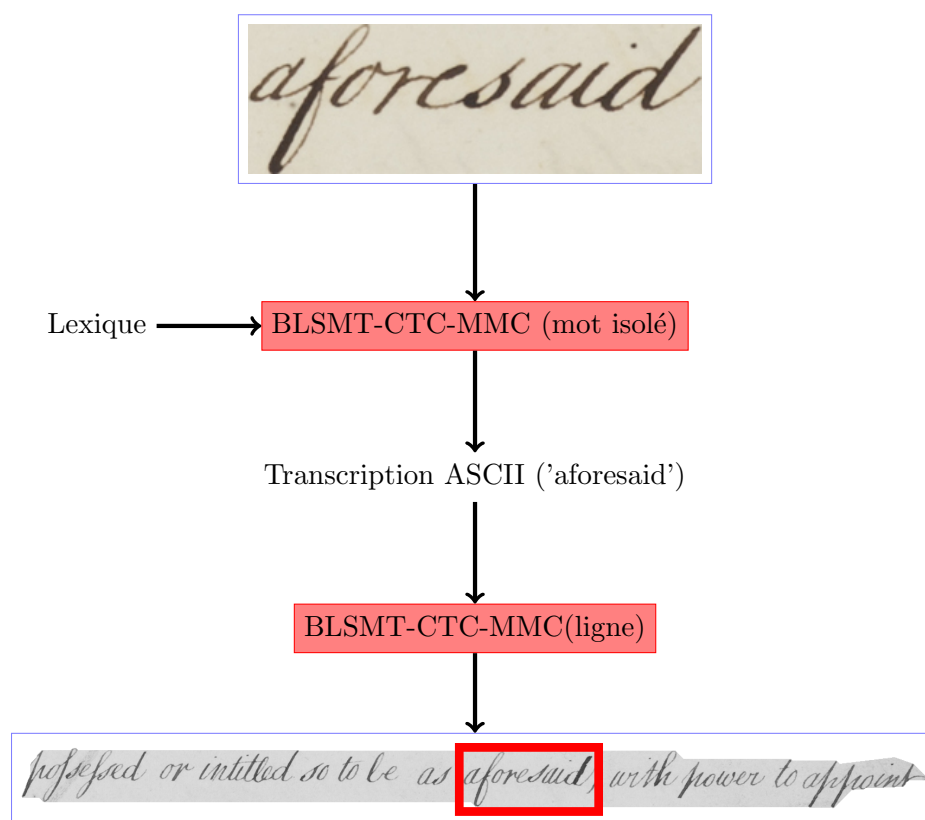 aforesaid
Lexique
BLSMT-CTC-MMC (mot isolé)
Transcription ASCII ('aforesaid')
BLSMT-CTC-MMC(ligne)
poſseſsed or intitled so to be as aforesaid, with power to appoint